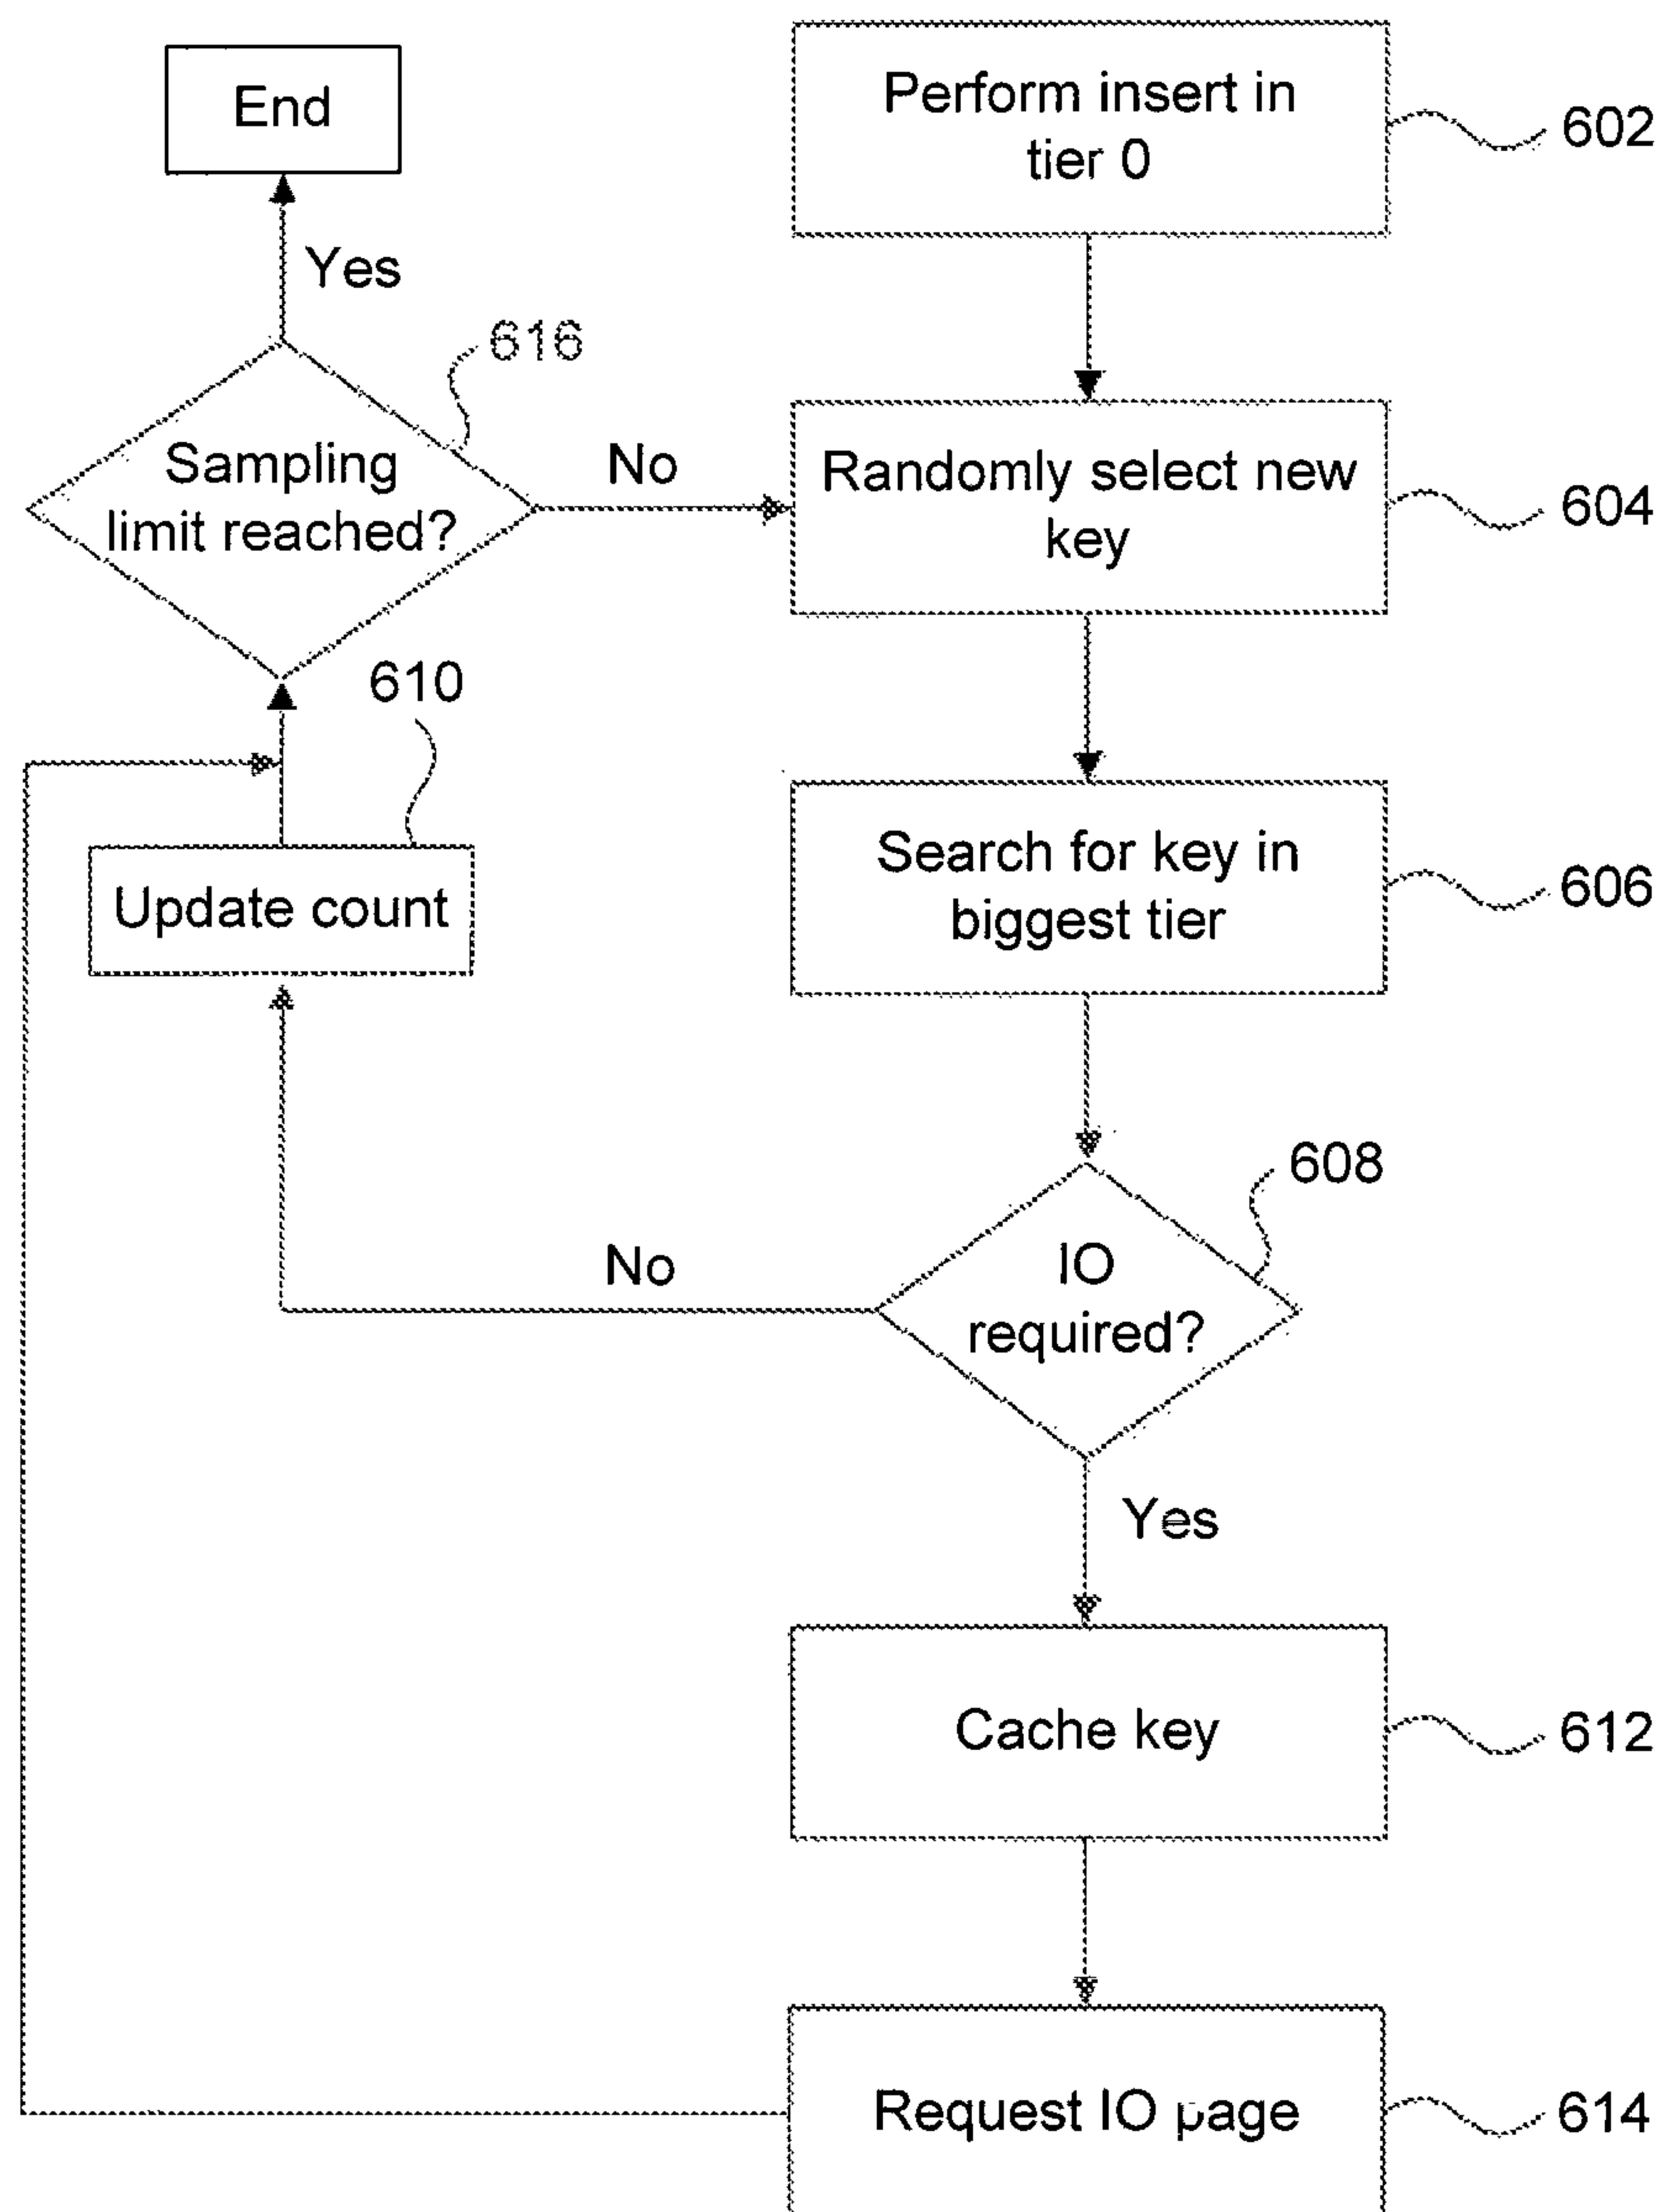 End
Perform insert in
tier 0
602
Yes
616
Sampling
limit reached?
No
Randomly select new
key
604
610
Update count
Search for key in
biggest tier
606
608
No
IO
required?
Yes
Cache key
612
Request IO page
614